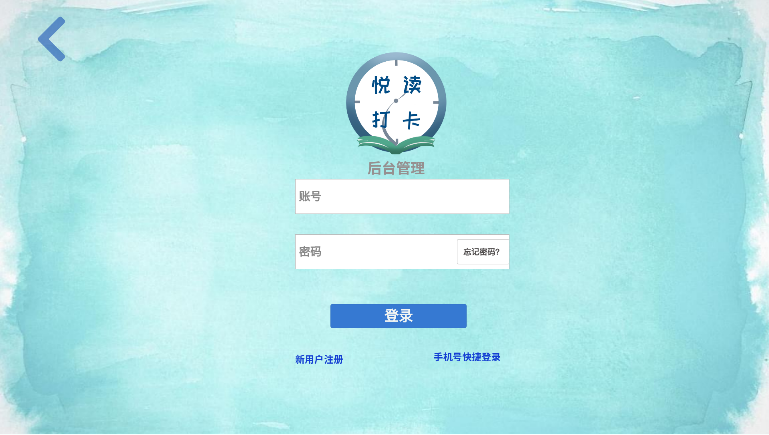 悦 读
打 卡
后台管理
账号
密码
忘记密码?
登录
新用户注册
手机号快捷登录